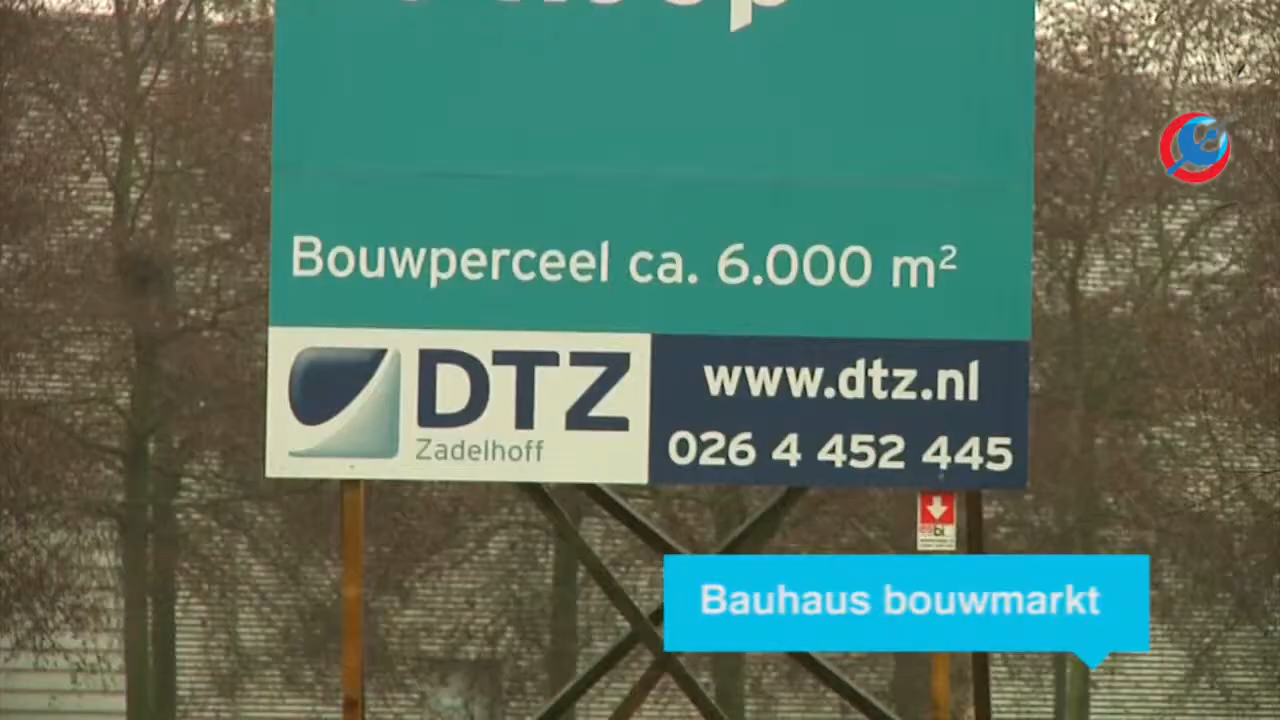 Bouwperceel ca. 6.000 m²
DTZ
Zadelhoff
www.dtz.nl
026 4 452 445
Bauhaus bouwmarkt